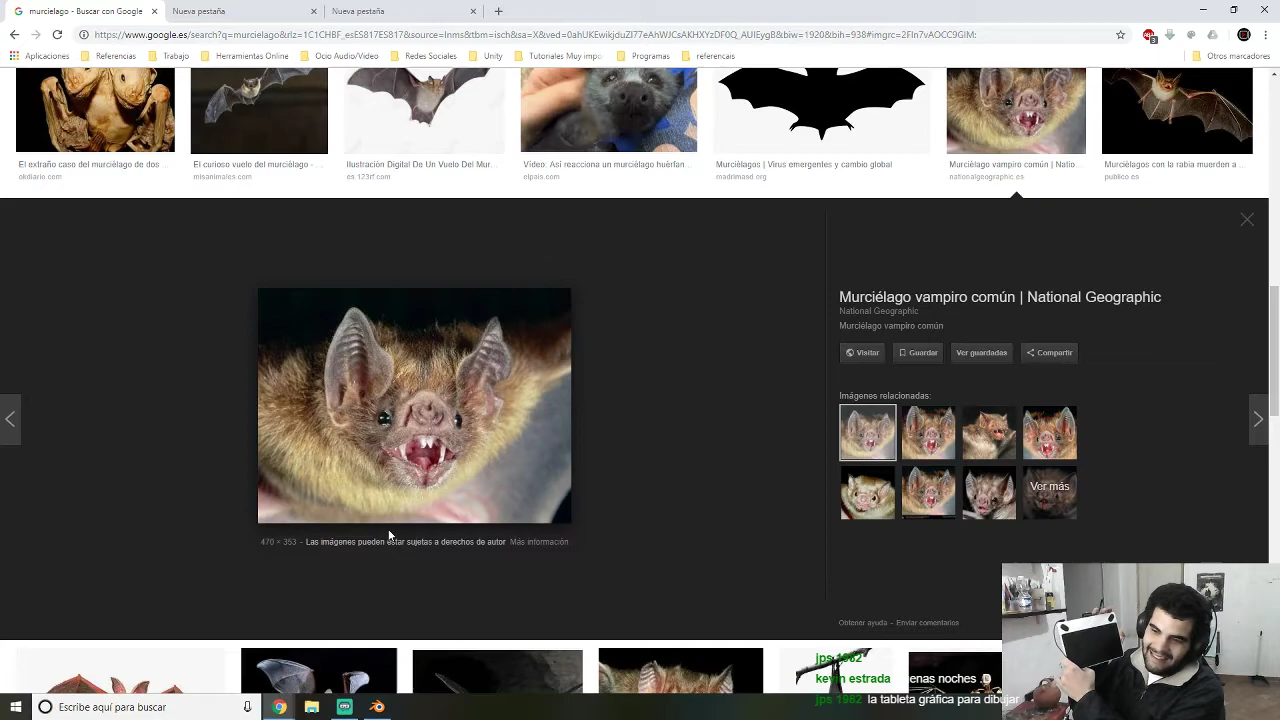 murcielago - Buscar con Google
Nueva pestaña
Nueva pestaña
Aplicaciones
Referencias
Trabajo
Herramientas Online
Ocio Audio/Video
Redes Sociales
Unity
Tutoriales Muy impo
Programas
referencais
Otros marcadores
El extraño caso del murciélago de dos ...
okdiario.com
El curioso vuelo del murciélago - ...
misanimales.com
Ilustración Digital De Un Vuelo Del Mur...
es.123rf.com
Vídeo: Así reacciona un murciélago huérfan...
elpais.com
Murciélagos | Virus emergentes y cambio global
madrimasd.org
Murciélago vampiro común | Natio...
nationalgeographic.es
Murciélagos con la rabia muerden a ...
publico.es
Murciélago vampiro común | National Geographic
National Geographic
Murciélago vampiro común
Visitar
Guardar
Ver guardadas
Compartir
Imágenes relacionadas:
Ver más
470 × 353 - Las imágenes pueden estar sujetas a derechos de autor Más información
Obtener ayuda - Enviar comentarios
jps 1982
kevin estrada enas noches
jps 1982 la tableta gráfica para dibujar
Escribe aquí para buscar